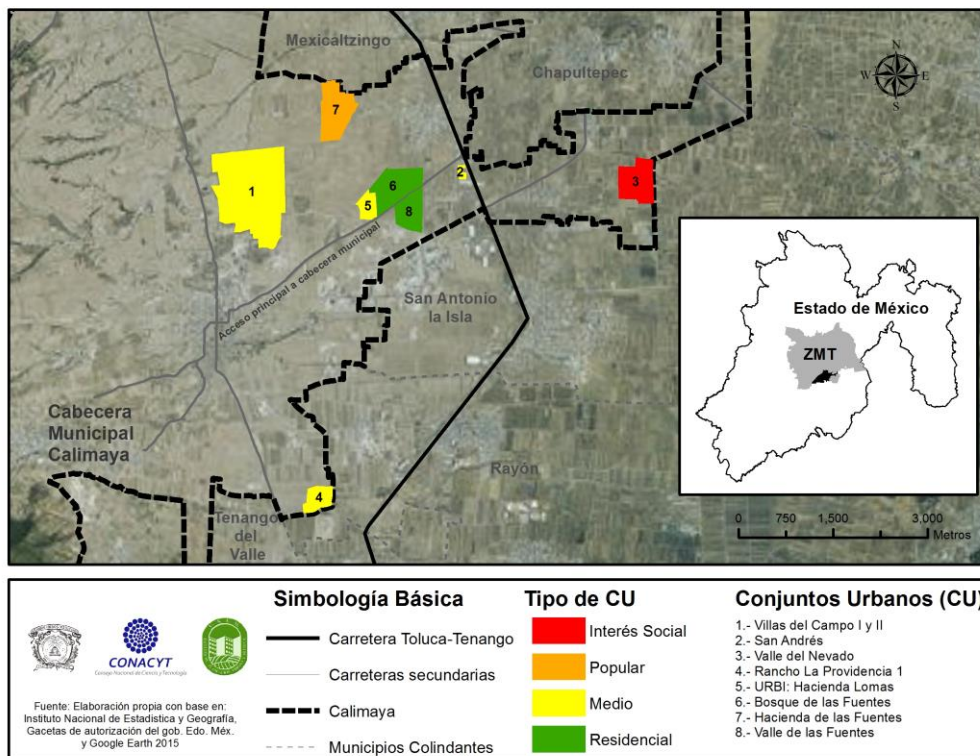 Mexicaltzingo
Chapultepec
N
W E
S
7
1
2
6
3
5
8
Acceso principal a cabecera municipal
San Antonio
la Isla
Estado de México
ZMT
Cabecera
Municipal
Calimaya
Rayón
4
Tenango
del
Valle
0 750 1,500 3,000
Metros
CONACYT
Consejo Nacional de Ciencia y Tecnología
Fuente: Elaboración propia con base en:
Instituto Nacional de Estadística y Geografía,
Gacetas de autorización del gob. Edo. Méx.
y Google Earth 2015
Simbología Básica
Carretera Toluca-Tenango
Carreteras secundarias
Calimaya
Municipios Colindantes
Tipo de CU
Interés Social
Popular
Medio
Residencial
Conjuntos Urbanos (CU)
1.- Villas del Campo I y II
2.- San Andrés
3.- Valle del Nevado
4.- Rancho La Providencia 1
5.- URBI: Hacienda Lomas
6.- Bosque de las Fuentes
7.- Hacienda de las Fuentes
8.- Valle de las Fuentes